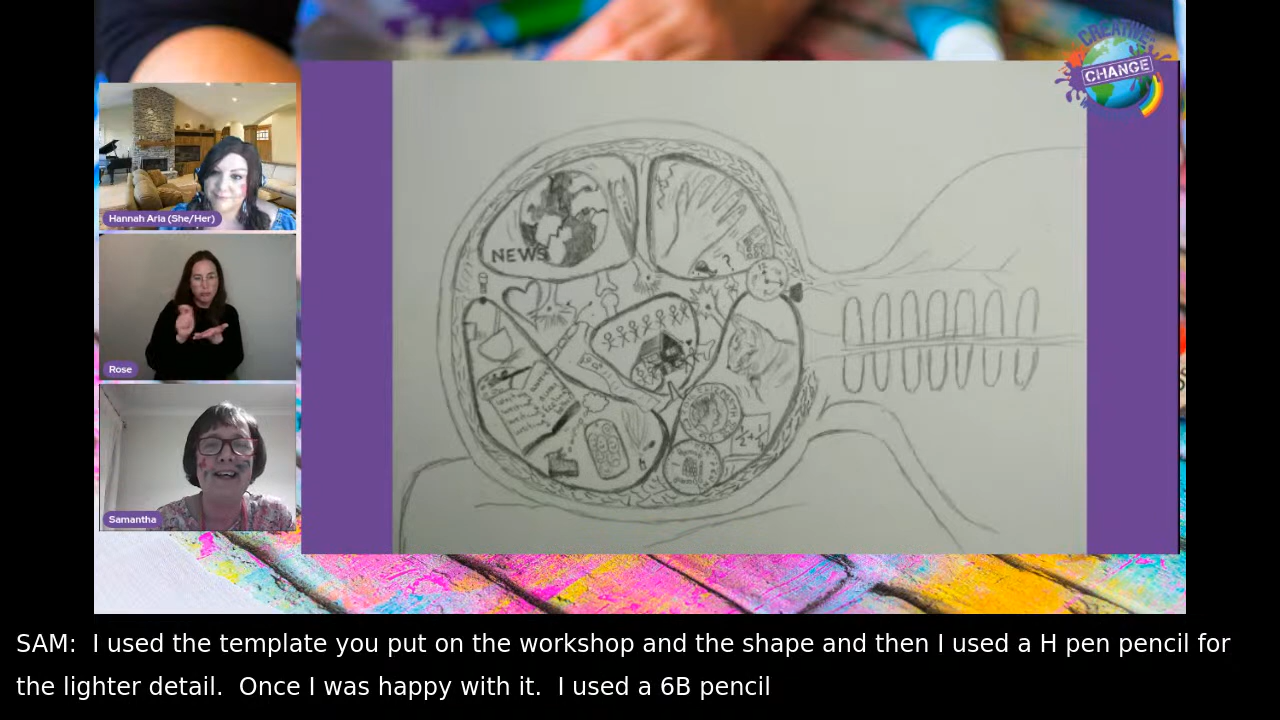 CREATIVE
CHANGE
Hannah Aria (She/Her)
NEWS
Rose
Samantha
SAM:  I used the template you put on the workshop and the shape and then I used a H pen pencil for
the lighter detail.  Once I was happy with it.  I used a 6B pencil